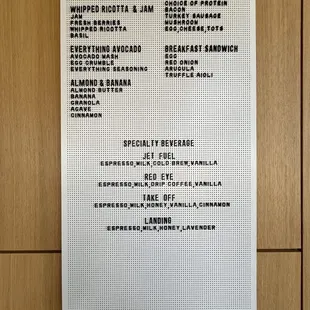 WHIPPED RICOTTA & JAM
JAM
FRESH BERRIES
WHIPPED RICOTTA
BASIL
EVERYTHING AVOCADO
AVOCADO MASH
EGG CRUMBLE
EVERYTHING SEASONING
ALMOND & BANANA
ALMOND BUTTER
BANANA
GRANOLA
AGAVE
CINNAMON
CHOICE OF PROTEIN
BACON
TURKEY SAUSAGE
MUSHROOM
EGG,CHEESE,TOTS
BREAKFAST SANDWICH
EGG
RED ONION
ARUGULA
TRUFFLE AIOLI
SPECIALTY BEVERAGE
JET FUEL
ESPRESSO,MILK,COLD BREW,VANILLA
RED EYE
ESPRESSO,MILK,DRIP COFFEE,VANILLA
TAKE OFF
ESPRESSO,MILK,HONEY,VANILLA,CINNAMON
LANDING
ESPRESSO,MILK,HONEY,LAVENDER